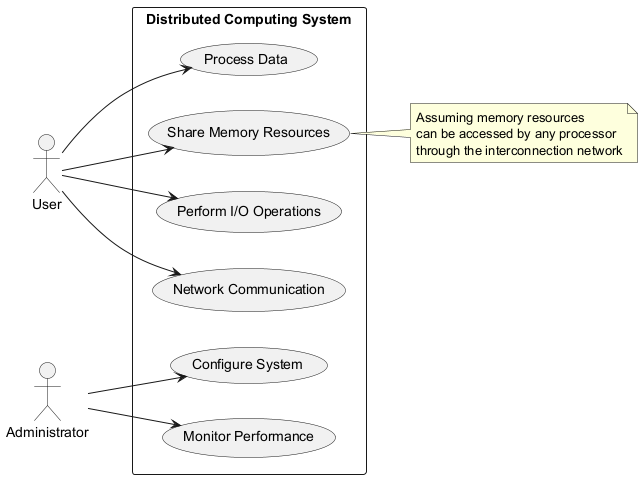 Distributed Computing System
Process Data
Share Memory Resources
Assuming memory resources
can be accessed by any processor
through the interconnection network
User
Perform I/O Operations
Network Communication
Configure System
Administrator
Monitor Performance